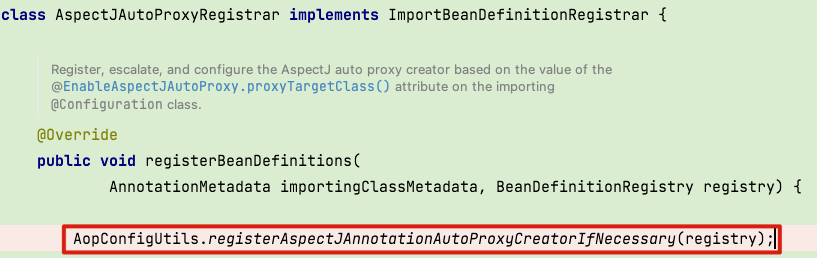 class AspectJAutoProxyRegistrar implements ImportBeanDefinitionRegistrar {
Register, escalate, and configure the AspectJ auto proxy creator based on the value of the
@EnableAspectJAutoProxy.proxyTargetClass() attribute on the importing
@Configuration class.
@Override
public void registerBeanDefinitions(
AnnotationMetadata importingClassMetadata, BeanDefinitionRegistry registry) {
AopConfigUtils.registerAspectJAnnotationAutoProxyCreatorIfNecessary(registry);